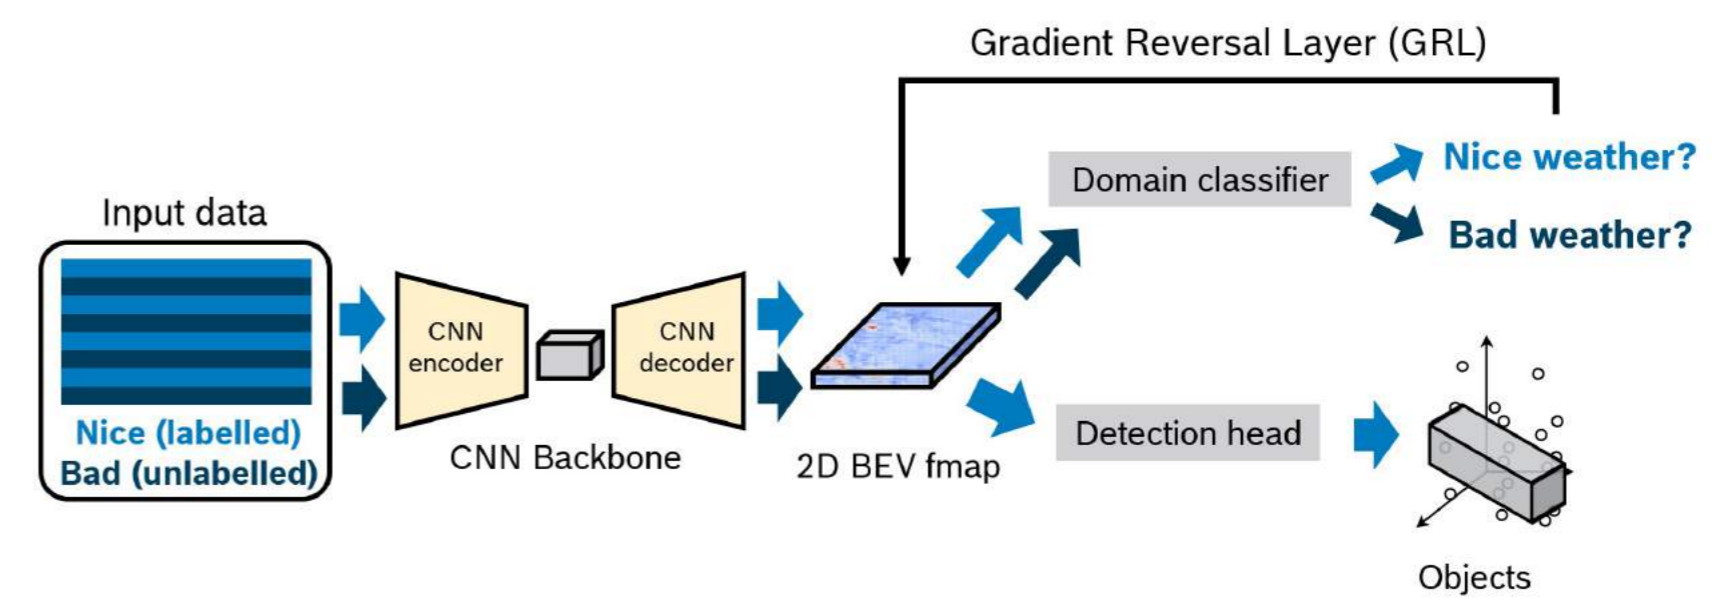 Gradient Reversal Layer (GRL)
Input data
Nice (labelled)
Bad (unlabelled)
CNN
encoder
CNN
decoder
CNN Backbone
2D BEV fmap
Domain classifier
Nice weather?
Bad weather?
Detection head
Objects